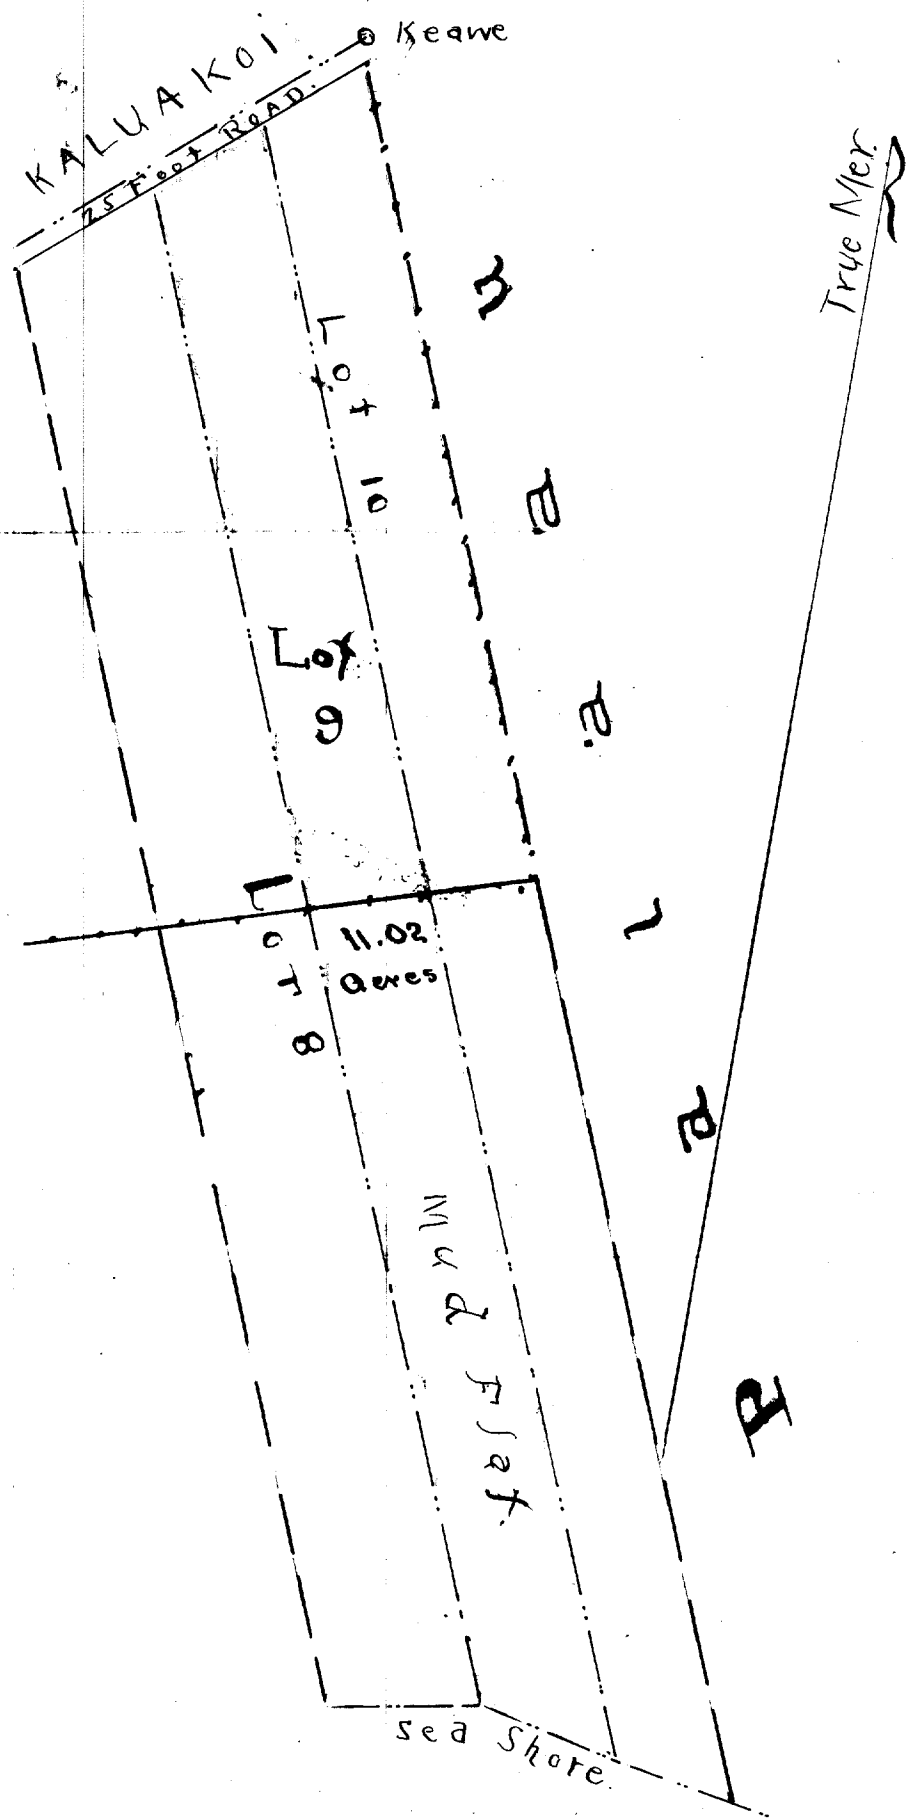 Keawe
KALUAKOI
25 Foot ROAD.
True Mer.
Lot 10
Lot
9
Lot 8
11.02
acres
Palaau
Mud Flat.
Sea Shore.